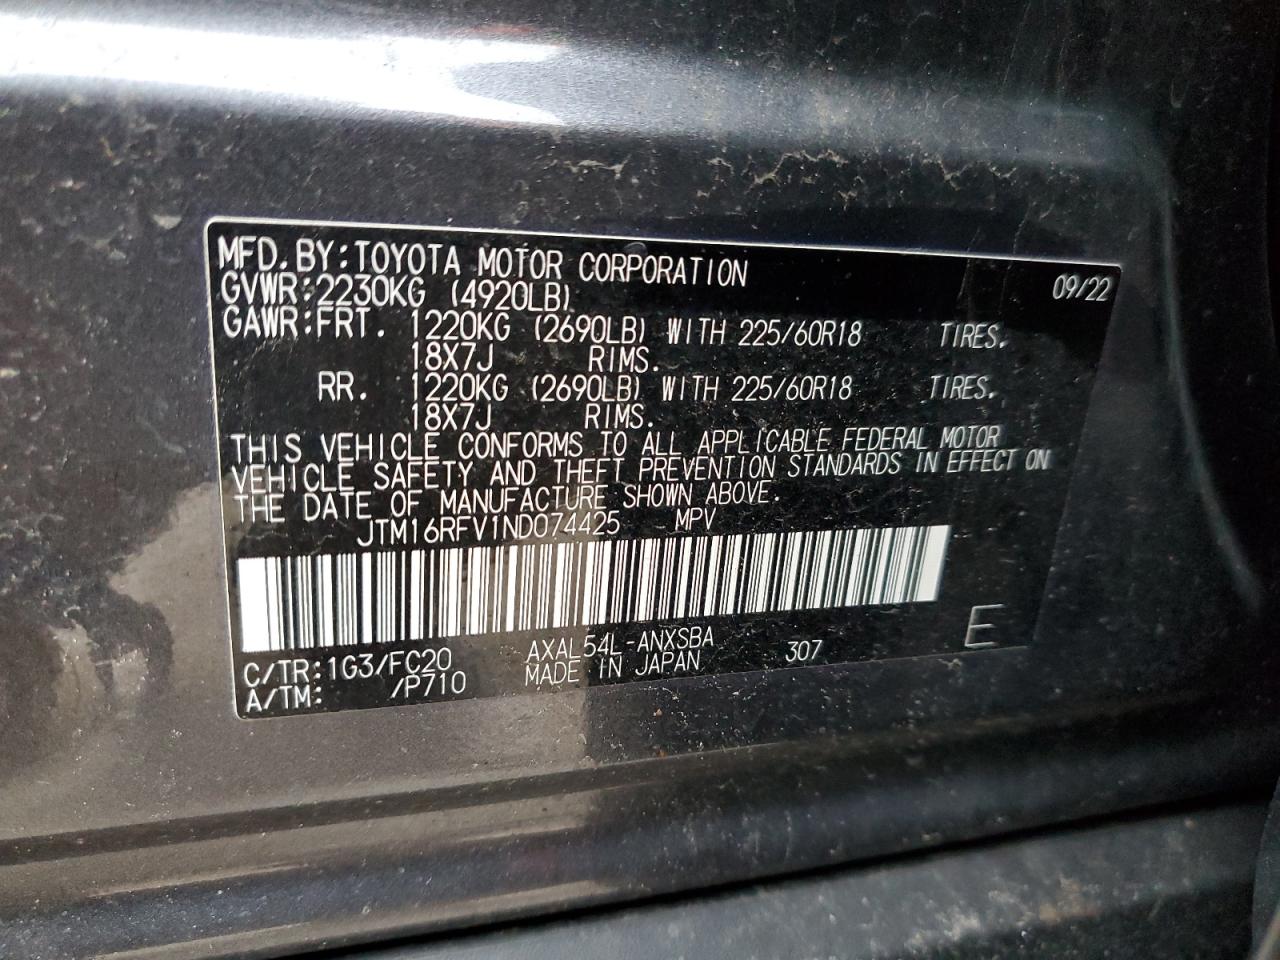 MFD. BY: TOYOTA MOTOR CORPORATION 09/22
GVWR: 2230KG (4920LB)
GAWR: FRT. 1220KG (2690LB) WITH 225/60R18 TIRES.
18X7J RIMS.
RR. 1220KG (2690LB) WITH 225/60R18 TIRES.
18X7J RIMS.
THIS VEHICLE CONFORMS TO ALL APPLICABLE FEDERAL MOTOR
VEHICLE SAFETY AND THEFT PREVENTION STANDARDS IN EFFECT ON
THE DATE OF MANUFACTURE SHOWN ABOVE.
JTM16RFV1ND074425 MPV
C/TR: 1G3/FC20 AXAL54L-ANXSBA 307 E
A/TM: /P710 MADE IN JAPAN